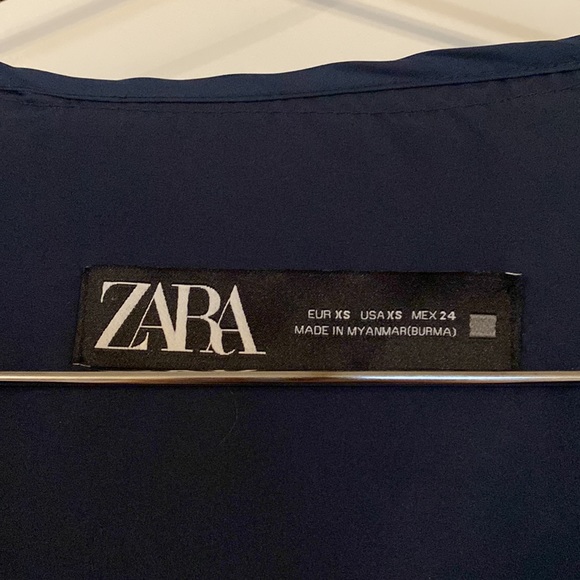 ZARA
EUR XS USA XS MEX 24
MADE IN MYANMAR(BURMA)